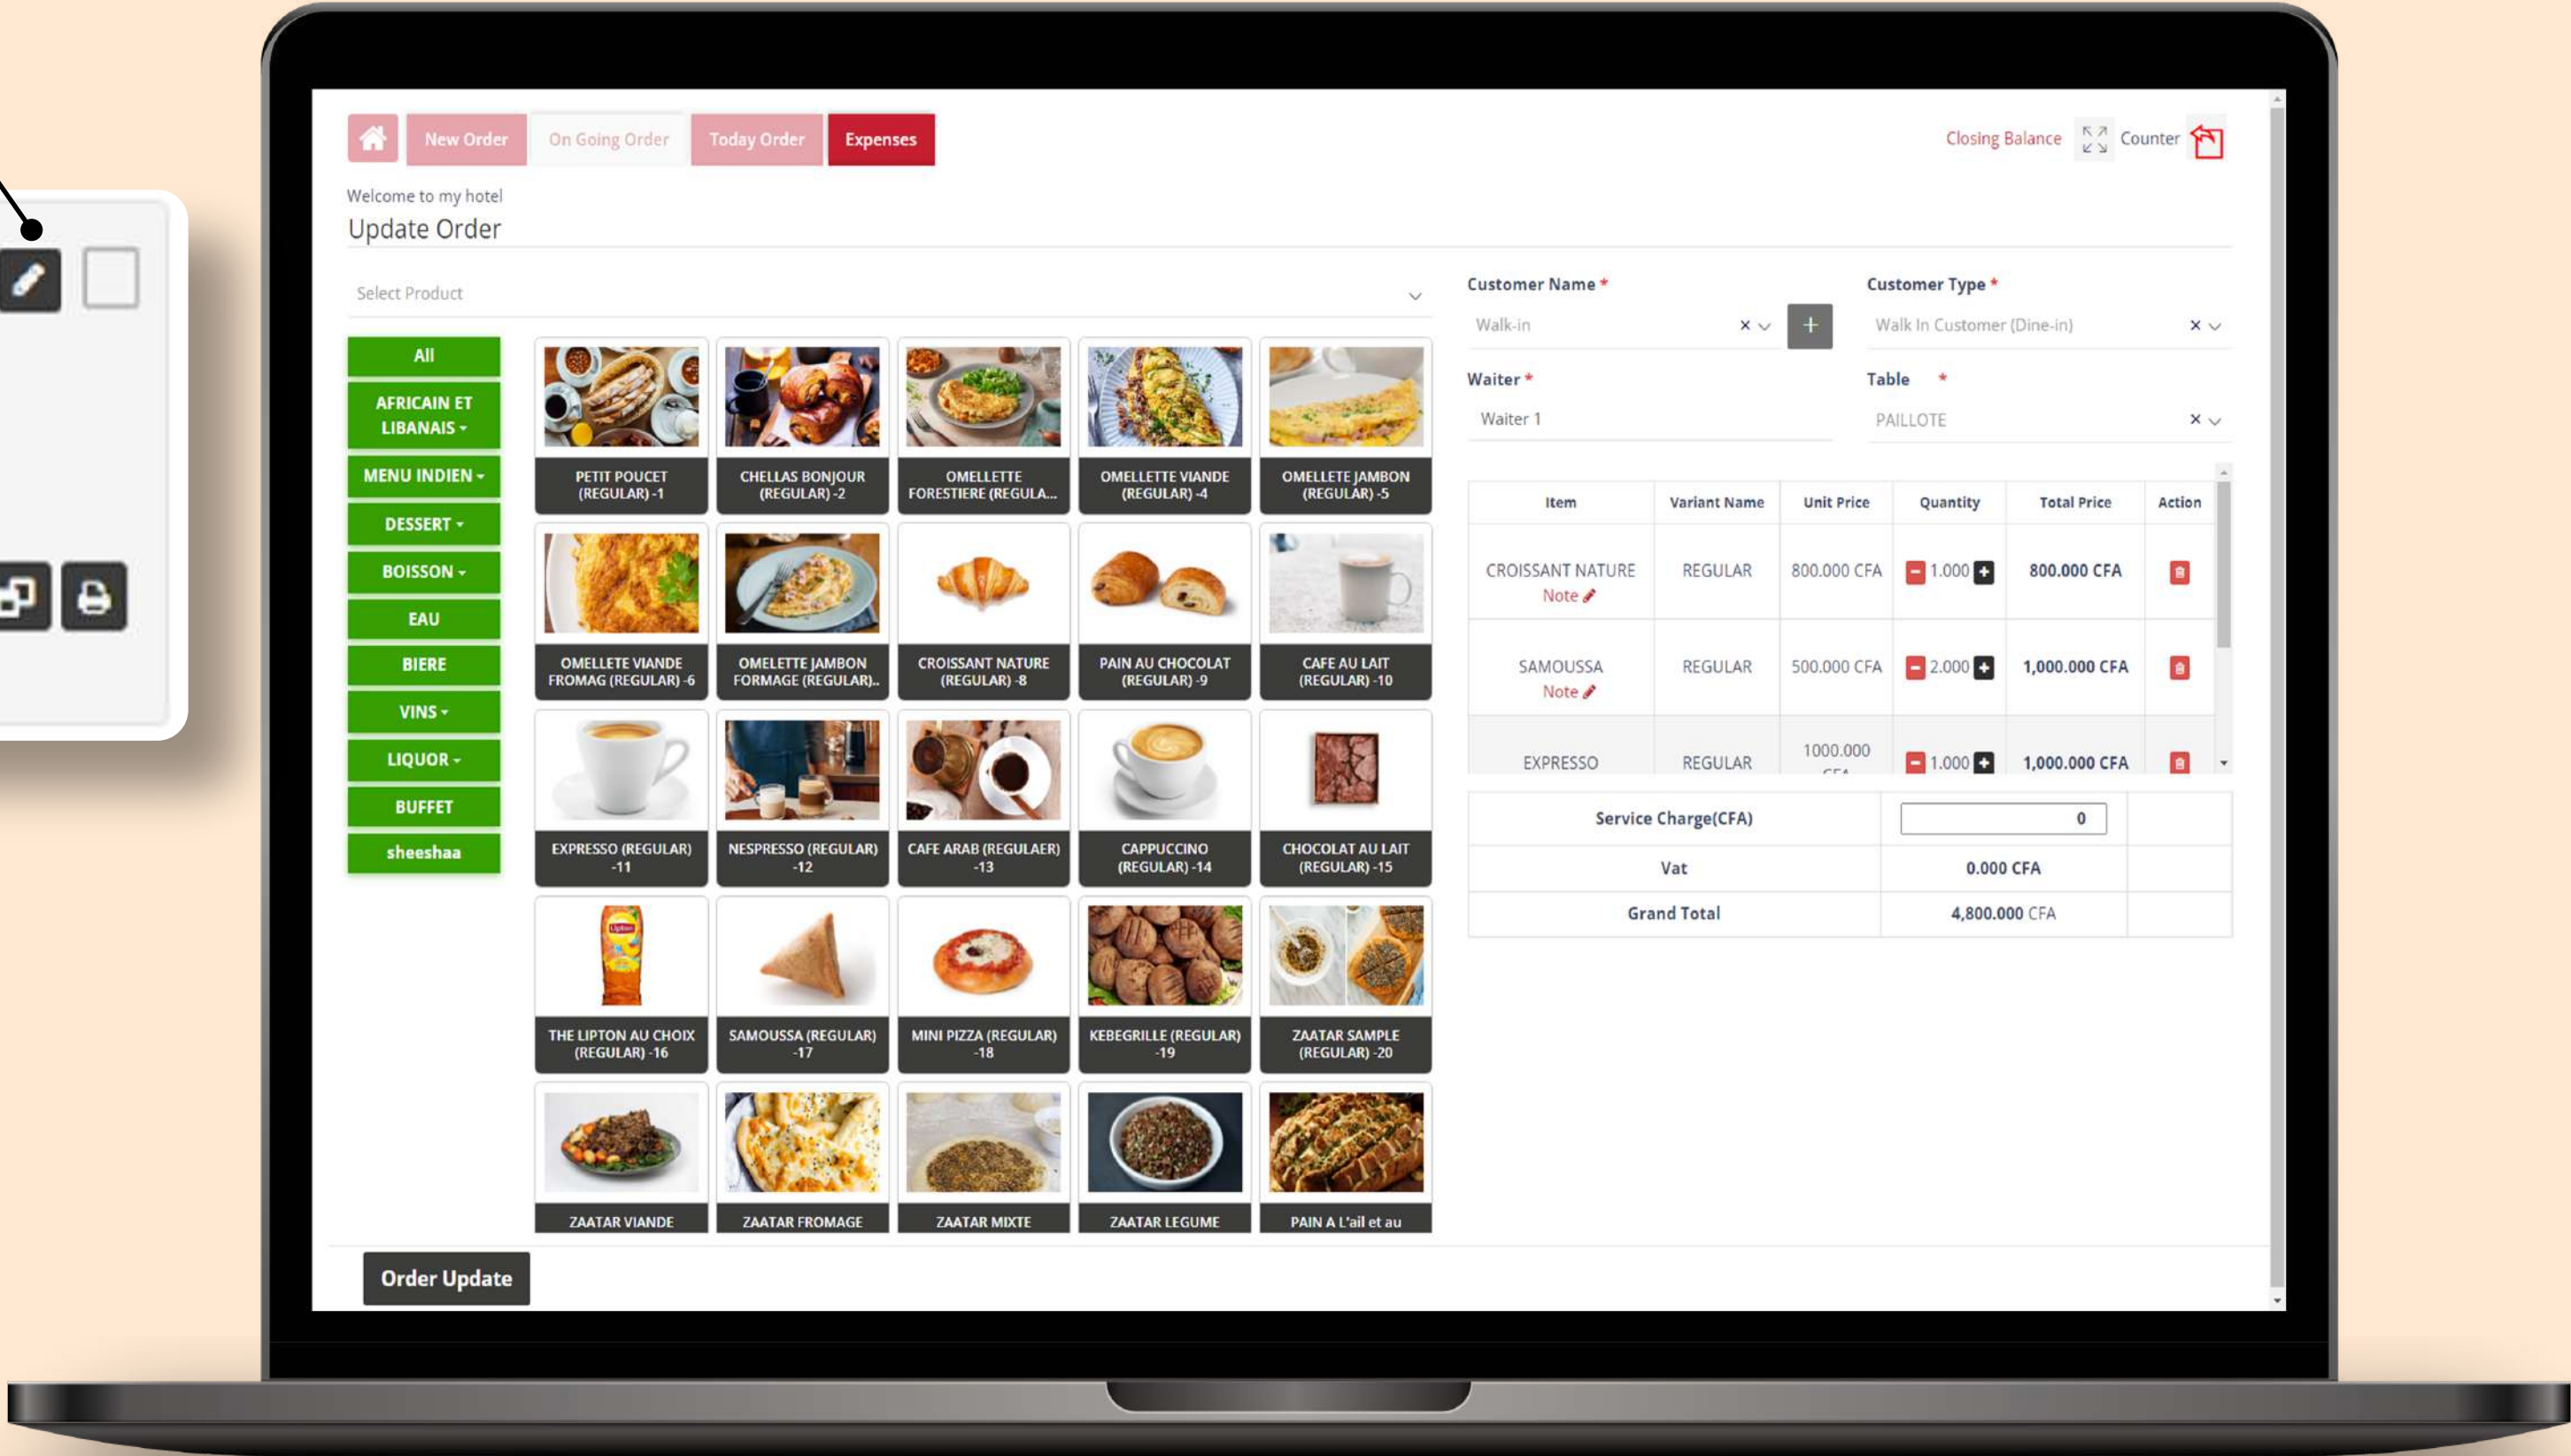 New Order
On Going Order
Today Order
Expenses
Closing Balance
Counter
Welcome to my hotel
Update Order
Select Product
Customer Name *
Customer Type *
Walk-in
Walk In Customer (Dine-in)
Waiter *
Table *
Waiter 1
PAILLOTE
All
AFRICAIN ET
LIBANAIS
MENU INDIEN
DESSERT
BOISSON
EAU
BIERE
VINS
LIQUOR
BUFFET
sheeshaa
PETIT POUCET
(REGULAR) -1
CHELLAS BONJOUR
(REGULAR) -2
OMELLETTE
FORESTIERE (REGULA...
OMELLETTE VIANDE
(REGULAR) -4
OMELLETE JAMBON
(REGULAR) -5
OMELLETE VIANDE
FROMAG (REGULAR) -6
OMELETTE JAMBON
FORMAGE (REGULAR)..
CROISSANT NATURE
(REGULAR) -8
PAIN AU CHOCOLAT
(REGULAR) -9
CAFE AU LAIT
(REGULAR) -10
EXPRESSO (REGULAR)
-11
NESPRESSO (REGULAR)
-12
CAFE ARAB (REGULAER)
-13
CAPPUCCINO
(REGULAR) -14
CHOCOLAT AU LAIT
(REGULAR) -15
Lipton
THE LIPTON AU CHOIX
(REGULAR) -16
SAMOUSSA (REGULAR)
-17
MINI PIZZA (REGULAR)
-18
KEBEGRILLE (REGULAR)
-19
ZAATAR SAMPLE
(REGULAR) -20
ZAATAR VIANDE
ZAATAR FROMAGE
ZAATAR MIXTE
ZAATAR LEGUME
PAIN A L'ail et au
Item Variant Name Unit Price Quantity Total Price Action
CROISSANT NATURE REGULAR 800.000 CFA 1.000 800.000 CFA
Note
SAMOUSSA REGULAR 500.000 CFA 2.000 1,000.000 CFA
Note
EXPRESSO REGULAR 1000.000 CFA 1.000 1,000.000 CFA
Service Charge(CFA) 0
Vat 0.000 CFA
Grand Total 4,800.000 CFA
Order Update